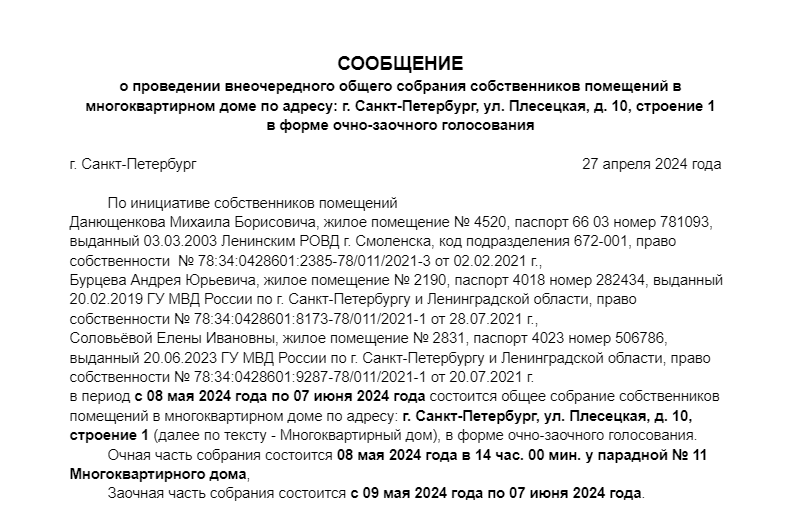 СООБЩЕНИЕ
о проведении внеочередного общего собрания собственников помещений в
многоквартирном доме по адресу: г. Санкт-Петербург, ул. Плесецкая, д. 10, строение 1
в форме очно-заочного голосования
г. Санкт-Петербург 27 апреля 2024 года
По инициативе собственников помещений
Данющенкова Михаила Борисовича, жилое помещение № 4520, паспорт 66 03 номер 781093,
выданный 03.03.2003 Ленинским РОВД г. Смоленска, код подразделения 672-001, право
собственности № 78:34:0428601:2385-78/011/2021-3 от 02.02.2021 г.,
Бурцева Андрея Юрьевича, жилое помещение № 2190, паспорт 4018 номер 282434, выданный
20.02.2019 ГУ МВД России по г. Санкт-Петербургу и Ленинградской области, право
собственности № 78:34:0428601:8173-78/011/2021-1 от 28.07.2021 г.,
Соловьёвой Елены Ивановны, жилое помещение № 2831, паспорт 4023 номер 506786,
выданный 20.06.2023 ГУ МВД России по г. Санкт-Петербургу и Ленинградской области, право
собственности № 78:34:0428601:9287-78/011/2021-1 от 20.07.2021 г.
в период с 08 мая 2024 года по 07 июня 2024 года состоится общее собрание собственников
помещений в многоквартирном доме по адресу: г. Санкт-Петербург, ул. Плесецкая, д. 10,
строение 1 (далее по тексту - Многоквартирный дом), в форме очно-заочного голосования.
Очная часть собрания состоится 08 мая 2024 года в 14 час. 00 мин. у парадной № 11
Многоквартирного дома,
Заочная часть собрания состоится с 09 мая 2024 года по 07 июня 2024 года.